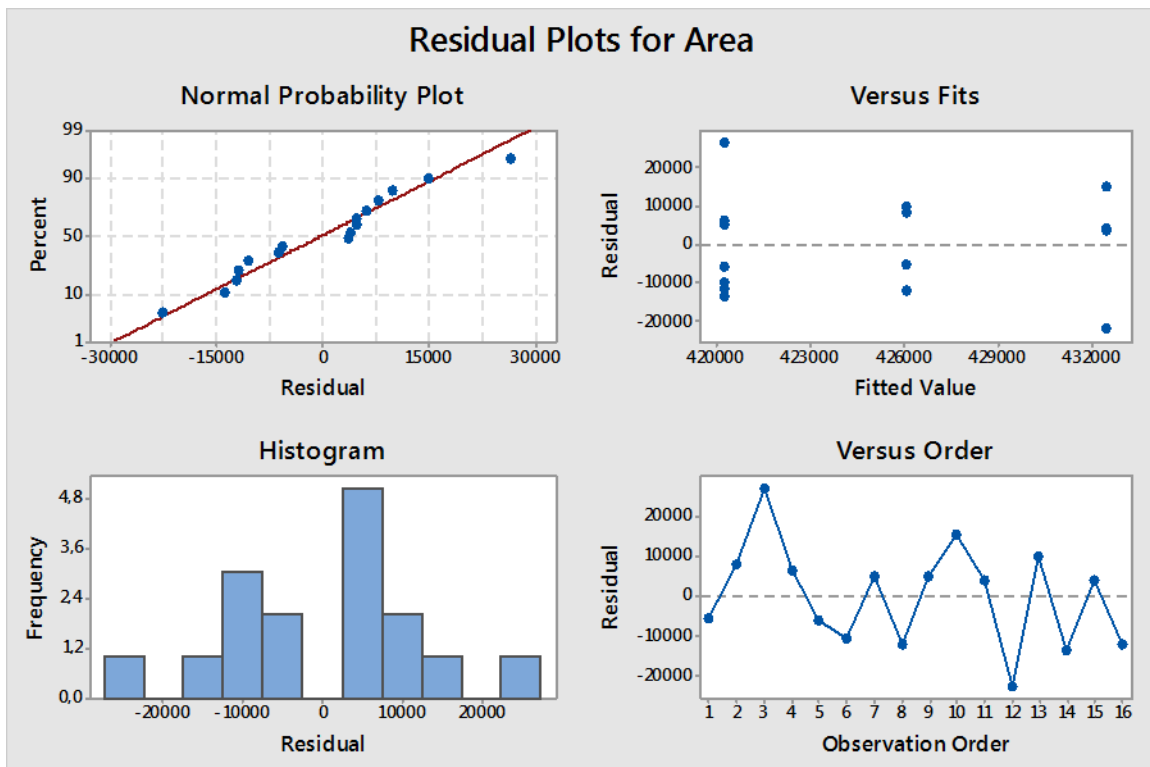 Residual Plots for Area
Normal Probability Plot
99
90
50
10
1
Percent
-30000 -15000 0 15000 30000
Residual
Versus Fits
20000
10000
0
-10000
-20000
Residual
420000 423000 426000 429000 432000
Fitted Value
Histogram
4,8
3,6
2,4
1,2
0,0
Frequency
-20000 -10000 0 10000 20000
Residual
Versus Order
20000
10000
0
-10000
-20000
Residual
1 2 3 4 5 6 7 8 9 10 11 12 13 14 15 16
Observation Order